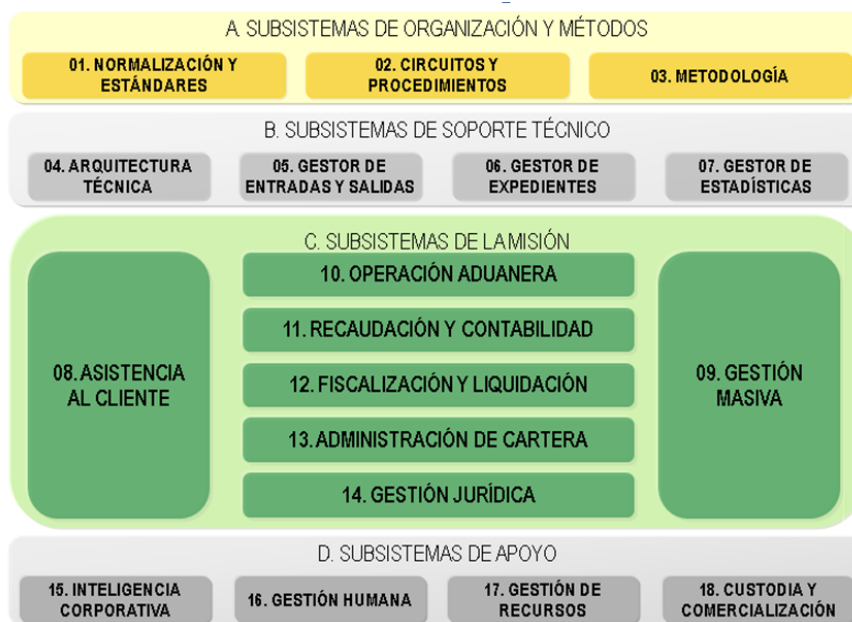 A. SUBSISTEMAS DE ORGANIZACIÓN Y MÉTODOS
01. NORMALIZACIÓN Y
ESTÁNDARES
02. CIRCUITOS Y
PROCEDIMIENTOS
03. METODOLOGÍA
B. SUBSISTEMAS DE SOPORTE TÉCNICO
04. ARQUITECTURA
TÉCNICA
05. GESTOR DE
ENTRADAS Y SALIDAS
06. GESTOR DE
EXPEDIENTES
07. GESTOR DE
ESTADÍSTICAS
C. SUBSISTEMAS DE LA MISIÓN
08. ASISTENCIA
AL CLIENTE
10. OPERACIÓN ADUANERA
11. RECAUDACIÓN Y CONTABILIDAD
12. FISCALIZACIÓN Y LIQUIDACIÓN
13. ADMINISTRACIÓN DE CARTERA
14. GESTIÓN JURÍDICA
09. GESTIÓN
MASIVA
D. SUBSISTEMAS DE APOYO
15. INTELIGENCIA
CORPORATIVA
16. GESTIÓN HUMANA
17. GESTIÓN DE
RECURSOS
18. CUSTODIA Y
COMERCIALIZACIÓN